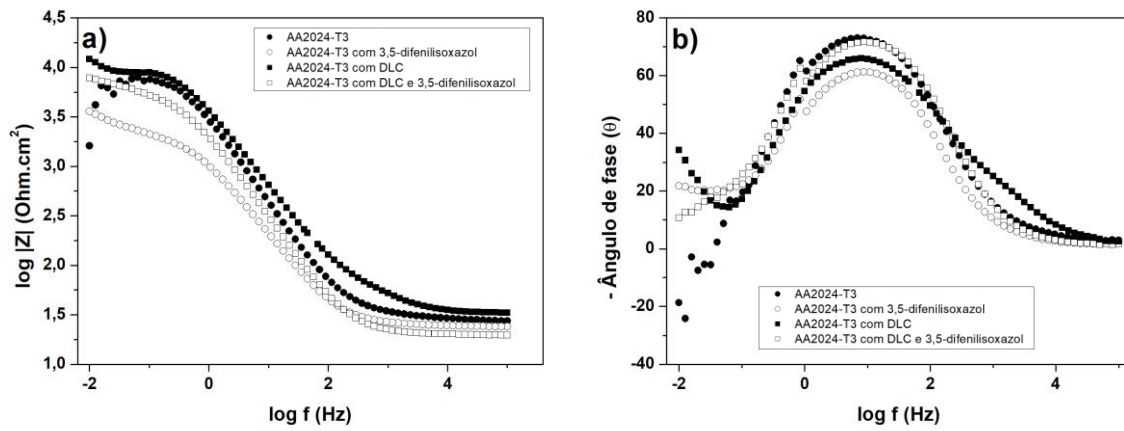 a)
4,5
4,0
3,5
3,0
2,5
2,0
1,5
1,0
log |Z| (Ohm.cm²)
AA2024-T3
AA2024-T3 com 3,5-difenilisoxazol
AA2024-T3 com DLC
AA2024-T3 com DLC e 3,5-difenilisoxazol
-2
0
2
4
log f (Hz)
b)
80
60
40
20
0
-20
-40
- Ângulo de fase (θ)
AA2024-T3
AA2024-T3 com 3,5-difenilisoxazol
AA2024-T3 com DLC
AA2024-T3 com DLC e 3,5-difenilisoxazol
-2
0
2
4
log f (Hz)